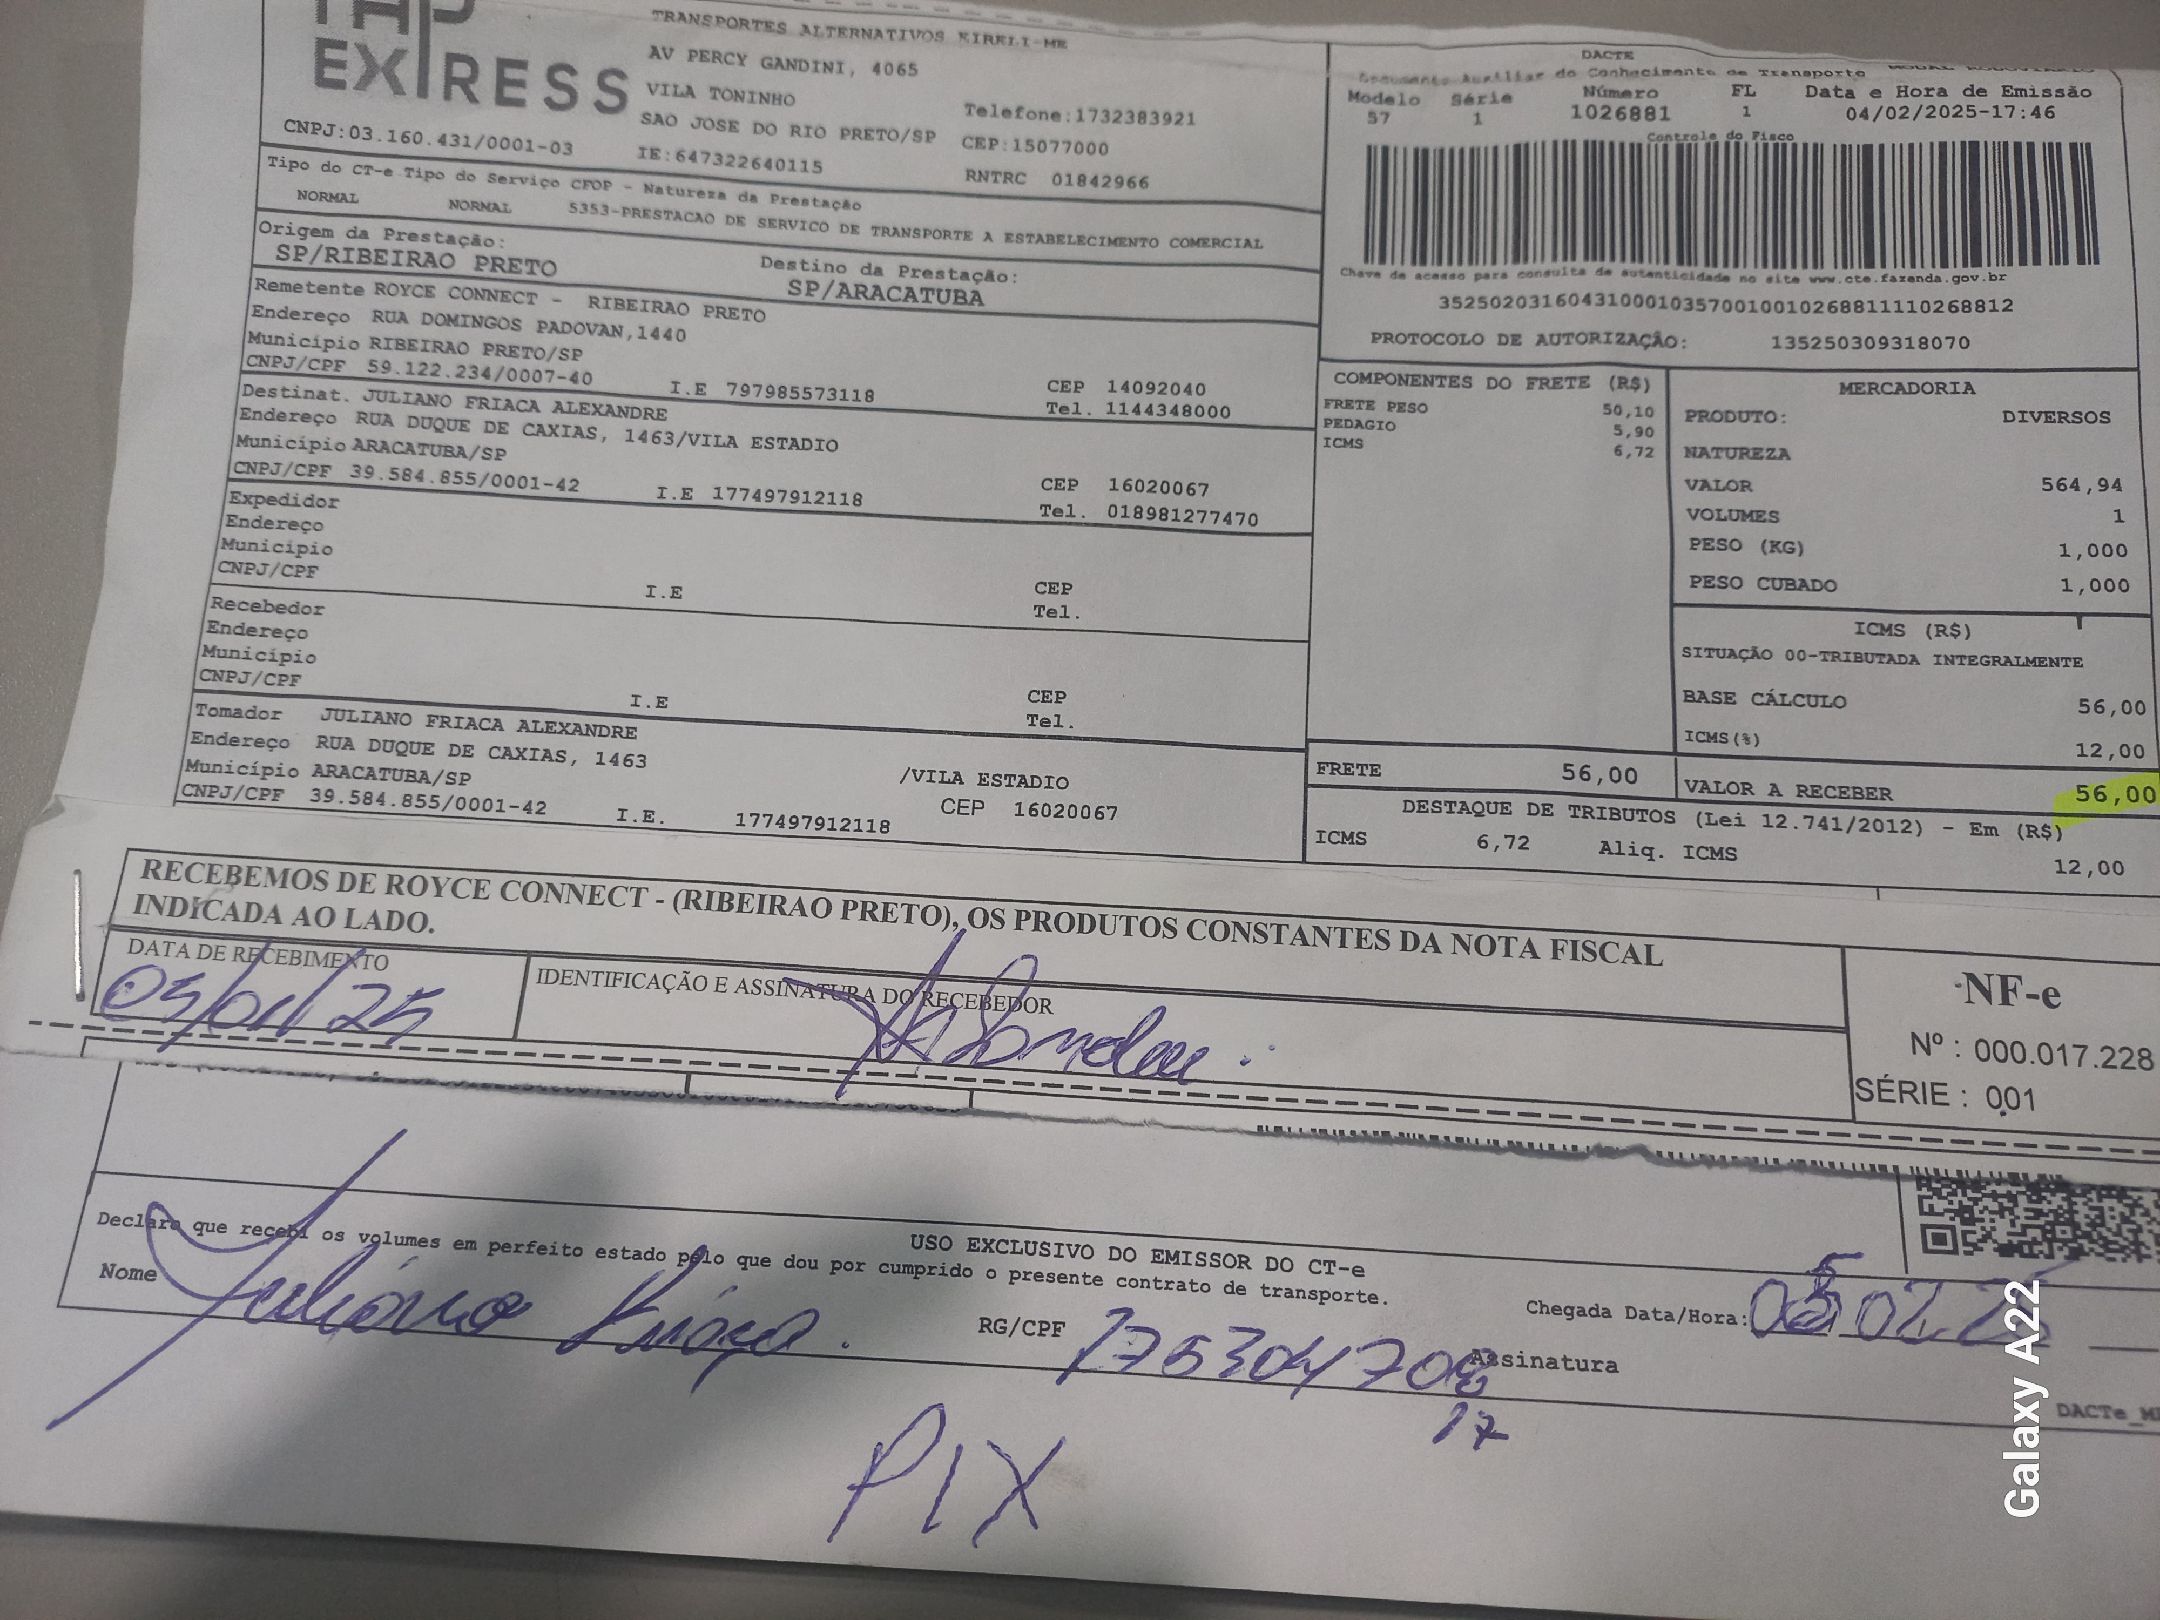 EXPRESS
CNPJ:03.160.431/0001-03
TRANSPORTES ALTERNATIVOS EIRELI-ME
AV PERCY GANDINI, 4065
VILA TONINHO
SAO JOSE DO RIO PRETO/SP
IE:647322640115
Telefone:1732383921
CEP:15077000
RNTRC 01842966
DACTE
Documento Auxiliar do Conhecimento de Transporte MODAL RODOVIÁRIO
Modelo Série Número FL Data e Hora de Emissão
57 1 1026881 1 04/02/2025-17:46
Controle do Fisco
Chave de acesso para consulta de autenticidade no site www.cte.fazenda.gov.br
35250203160431000103570010010268811110268812
PROTOCOLO DE AUTORIZAÇÃO: 135250309318070
Tipo do CT-e Tipo do Serviço CFOP - Natureza da Prestação
NORMAL NORMAL 5353-PRESTACAO DE SERVICO DE TRANSPORTE A ESTABELECIMENTO COMERCIAL
Origem da Prestação: Destino da Prestação:
SP/RIBEIRAO PRETO SP/ARACATUBA
Remetente ROYCE CONNECT - RIBEIRAO PRETO
Endereço RUA DOMINGOS PADOVAN,1440
Município RIBEIRAO PRETO/SP CEP 14092040
CNPJ/CPF 59.122.234/0007-40 I.E 797985573118 Tel. 1144348000
Destinat. JULIANO FRIACA ALEXANDRE
Endereço RUA DUQUE DE CAXIAS, 1463/VILA ESTADIO
Município ARACATUBA/SP CEP 16020067
CNPJ/CPF 39.584.855/0001-42 I.E 177497912118 Tel. 018981277470
Expedidor
Endereço
Município CEP
CNPJ/CPF I.E Tel.
Recebedor
Endereço
Município CEP
CNPJ/CPF I.E Tel.
Tomador JULIANO FRIACA ALEXANDRE
Endereço RUA DUQUE DE CAXIAS, 1463 /VILA ESTADIO
Município ARACATUBA/SP CEP 16020067
CNPJ/CPF 39.584.855/0001-42 I.E. 177497912118
COMPONENTES DO FRETE (R$)
FRETE PESO 50,10
PEDAGIO 5,90
ICMS 6,72
MERCADORIA
PRODUTO: DIVERSOS
NATUREZA
VALOR 564,94
VOLUMES 1
PESO (KG) 1,000
PESO CUBADO 1,000
ICMS (R$)
SITUAÇÃO 00-TRIBUTADA INTEGRALMENTE
BASE CÁLCULO 56,00
ICMS(%) 12,00
FRETE 56,00 VALOR A RECEBER 56,00
DESTAQUE DE TRIBUTOS (Lei 12.741/2012) - Em (R$)
ICMS 6,72 Aliq. ICMS 12,00
RECEBEMOS DE ROYCE CONNECT - (RIBEIRAO PRETO), OS PRODUTOS CONSTANTES DA NOTA FISCAL
INDICADA AO LADO.
DATA DE RECEBIMENTO IDENTIFICAÇÃO E ASSINATURA DO RECEBEDOR
NF-e
Nº : 000.017.228
SÉRIE : 001
USO EXCLUSIVO DO EMISSOR DO CT-e
Declaro que recebi os volumes em perfeito estado pelo que dou por cumprido o presente contrato de transporte.
Chegada Data/Hora: 05 02 25
Nome Juliano Friaça. RG/CPF 175304708 Assinatura
17
DACTe
PIX
Galaxy A22